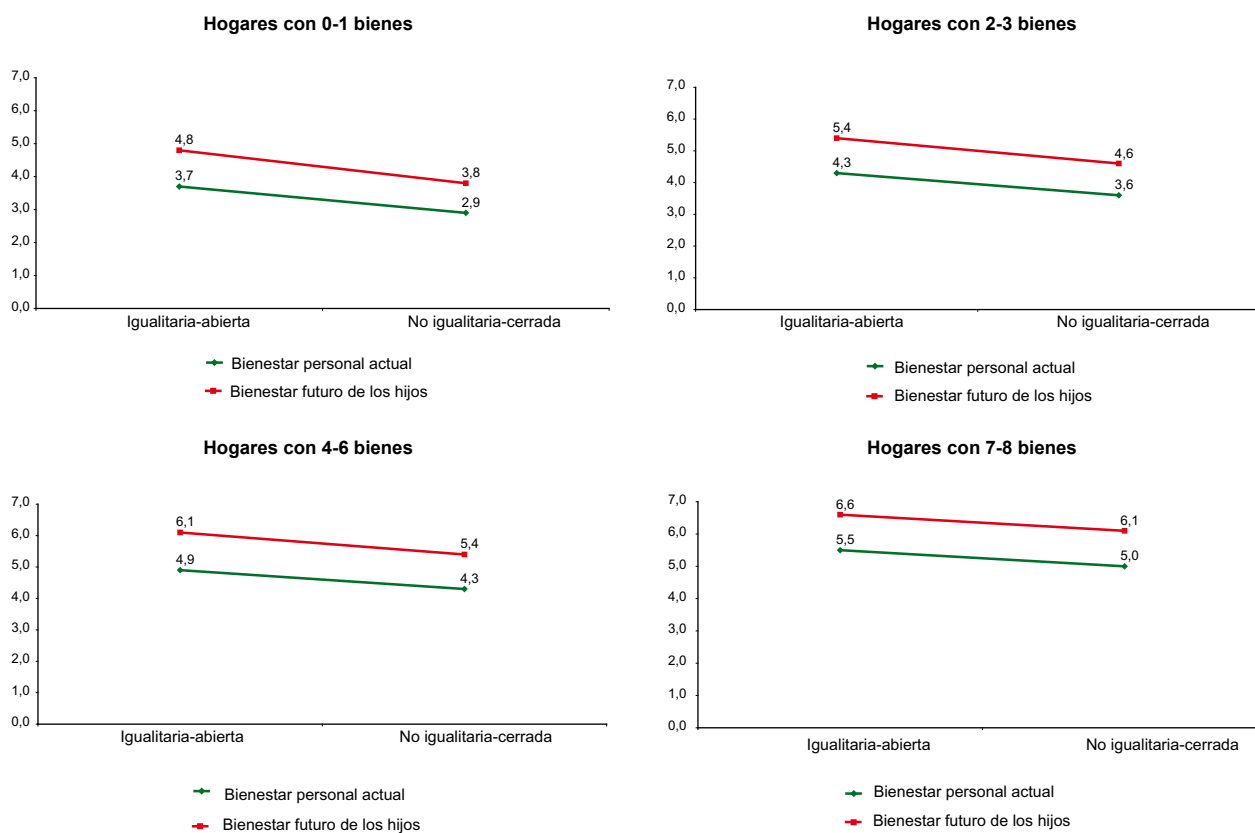 Hogares con 0-1 bienes
7,0
6,0
5,0
4,0
3,0
2,0
1,0
0,0
4,8
3,8
3,7
2,9
Igualitaria-abierta
No igualitaria-cerrada
Bienestar personal actual
Bienestar futuro de los hijos
Hogares con 2-3 bienes
7,0
6,0
5,0
4,0
3,0
2,0
1,0
0,0
5,4
4,6
4,3
3,6
Igualitaria-abierta
No igualitaria-cerrada
Bienestar personal actual
Bienestar futuro de los hijos
Hogares con 4-6 bienes
7,0
6,0
5,0
4,0
3,0
2,0
1,0
0,0
6,1
5,4
4,9
4,3
Igualitaria-abierta
No igualitaria-cerrada
Bienestar personal actual
Bienestar futuro de los hijos
Hogares con 7-8 bienes
7,0
6,0
5,0
4,0
3,0
2,0
1,0
0,0
6,6
6,1
5,5
5,0
Igualitaria-abierta
No igualitaria-cerrada
Bienestar personal actual
Bienestar futuro de los hijos